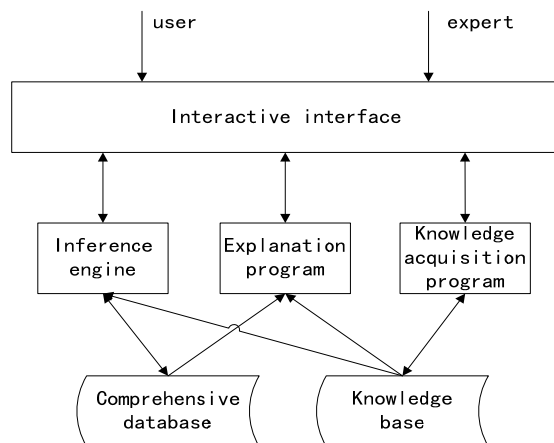 user
expert
Interactive interface
Inference
engine
Explanation
program
Knowledge
acquisition
program
Comprehensive
database
Knowledge
base